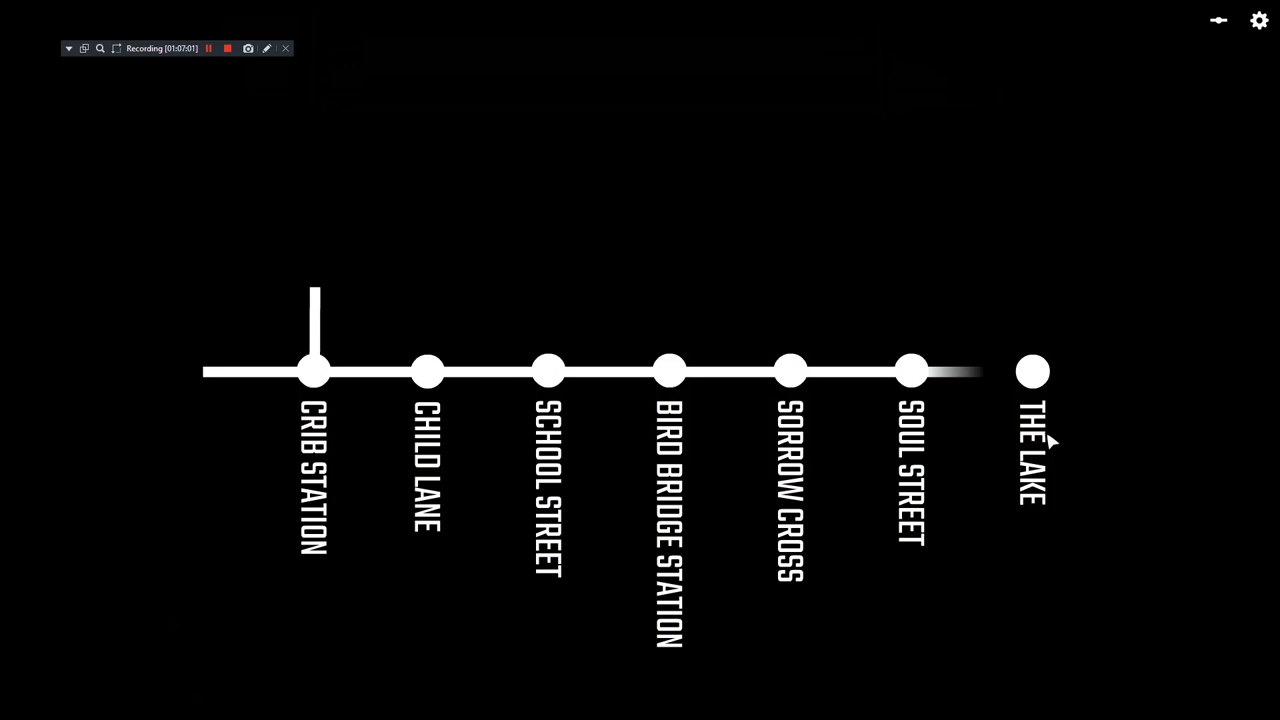 Recording [01:07:01]
CRIB STATION
CHILD LANE
SCHOOL STREET
BIRD BRIDGE STATION
SORROW CROSS
SOUL STREET
THE LAKE